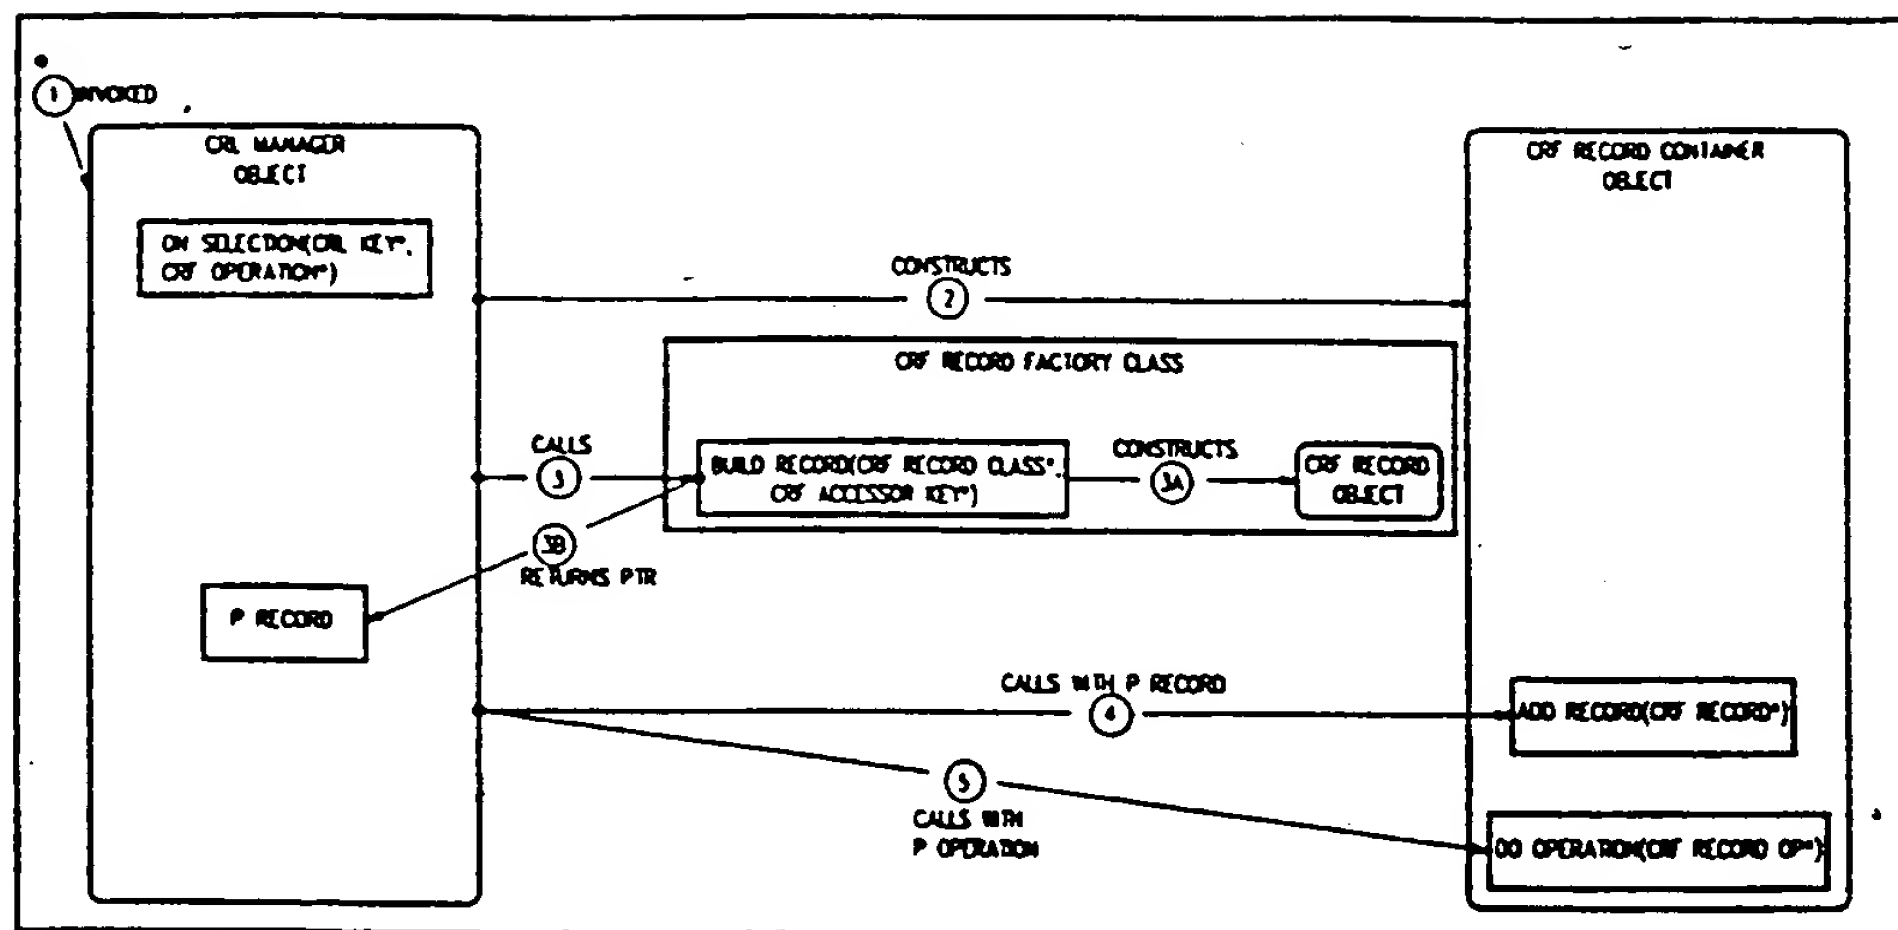 1 INVOKED
CRL MANAGER
OBJECT
ON SELECTION(CRL KEY*,
CRF OPERATION*)
CONSTRUCTS
2
CRF RECORD CONTAINER
OBJECT
CRF RECORD FACTORY CLASS
CALLS
3
BUILD RECORD(CRF RECORD CLASS*,
CRF ACCESSOR KEY*)
CONSTRUCTS
3A
CRF RECORD
OBJECT
3B
RETURNS PTR
P RECORD
CALLS WITH P RECORD
4
ADD RECORD(CRF RECORD*)
5
CALLS WITH
P OPERATION
DO OPERATION(CRF RECORD OP*)